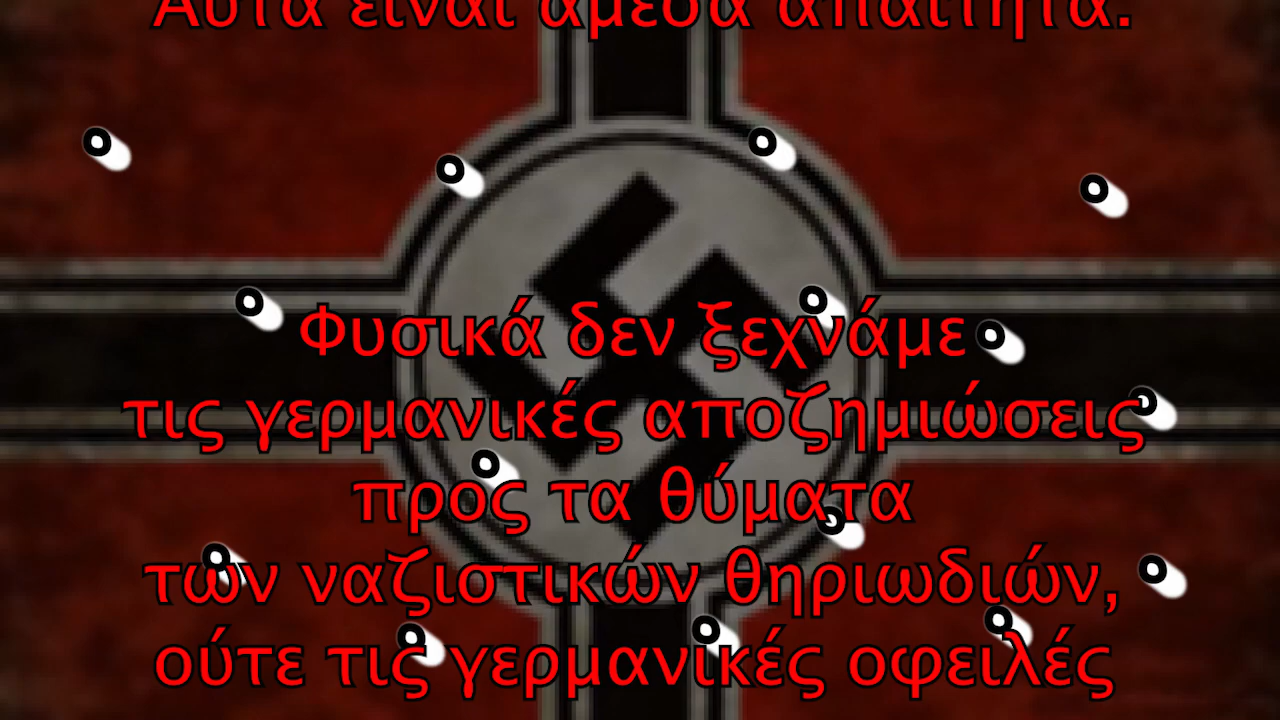 Αυτά είναι άμεσα απαιτητά.
Φυσικά δεν ξεχνάμε
τις γερμανικές αποζημιώσεις
προς τα θύματα
των ναζιστικών θηριωδιών,
ούτε τις γερμανικές οφειλές